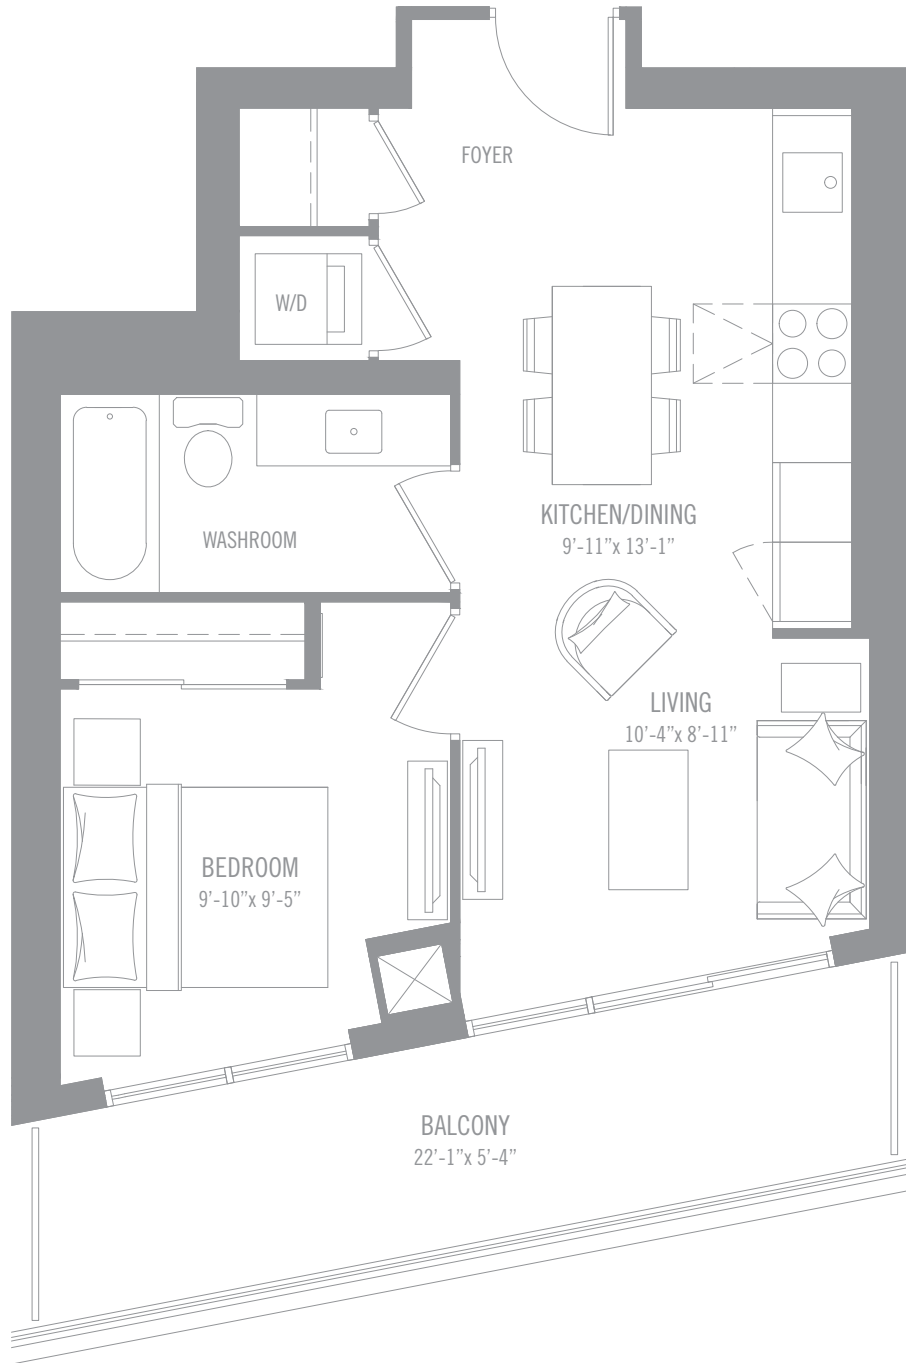 FOYER
W/D
KITCHEN/DINING
9’-11”x 13’-1”
WASHROOM
LIVING
10’-4”x 8’-11”
BEDROOM
9’-10”x 9’-5”
BALCONY
22’-1”x 5’-4”